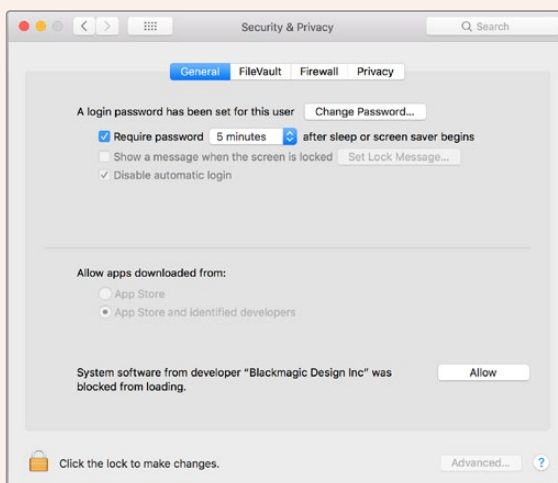 Security & Privacy
Search
General
FileVault
Firewall
Privacy
A login password has been set for this user
Change Password...
Require password
5 minutes
after sleep or screen saver begins
Show a message when the screen is locked
Set Lock Message...
Disable automatic login
Allow apps downloaded from:
App Store
App Store and identified developers
System software from developer “Blackmagic Design Inc” was
blocked from loading.
Allow
Click the lock to make changes.
Advanced...
?